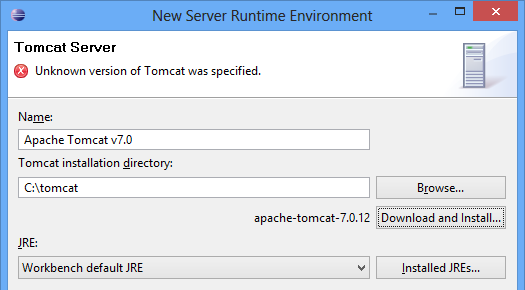 New Server Runtime Environment
Tomcat Server
Unknown version of Tomcat was specified.
Name:
Apache Tomcat v7.0
Tomcat installation directory:
C:\tomcat
Browse...
apache-tomcat-7.0.12 Download and Install...
JRE:
Workbench default JRE
Installed JREs...